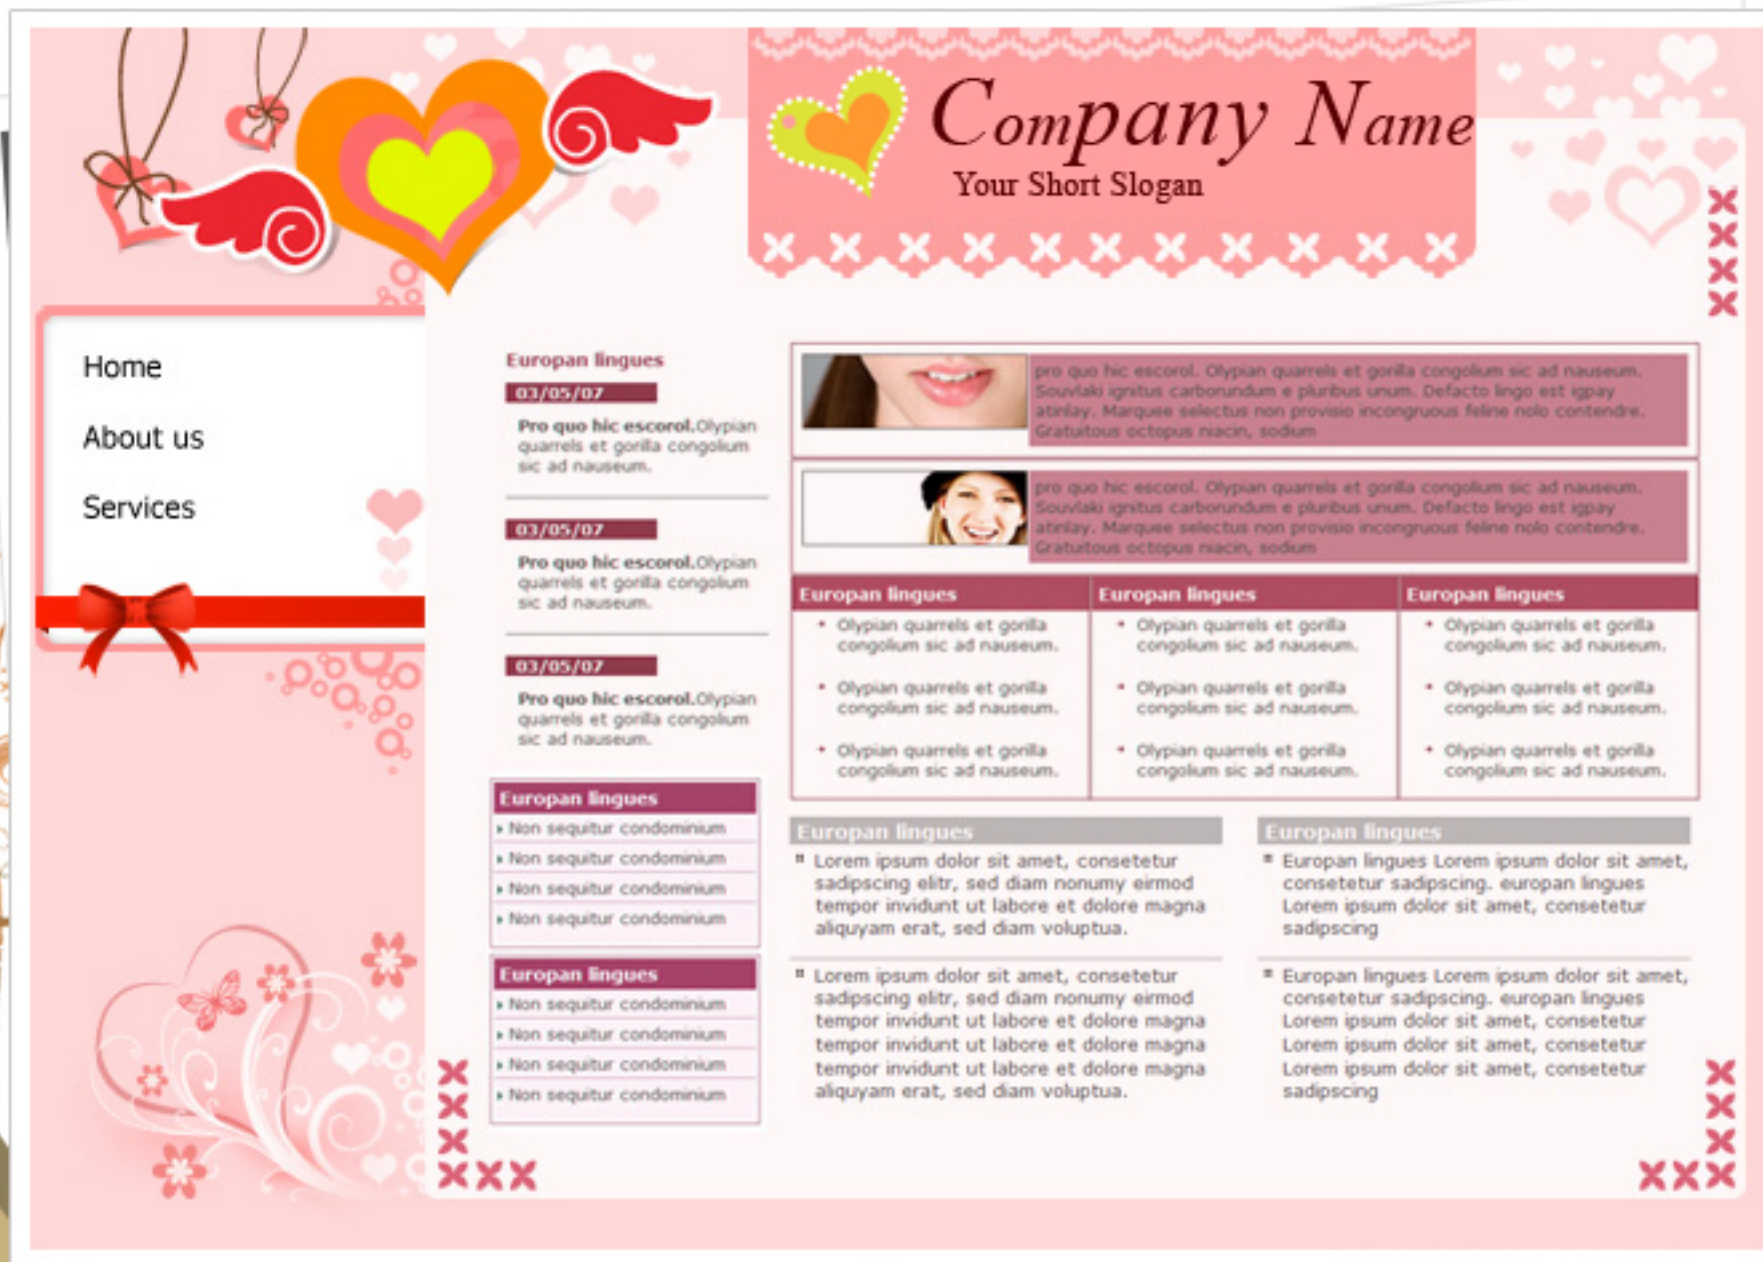 Company Name
Your Short Slogan
Home
About us
Services
Europan lingues
03/05/07
Pro quo hic escorol.Olypian
quarrels et gorilla congolium
sic ad nauseum.
03/05/07
Pro quo hic escorol.Olypian
quarrels et gorilla congolium
sic ad nauseum.
03/05/07
Pro quo hic escorol.Olypian
quarrels et gorilla congolium
sic ad nauseum.
Europan lingues
Non sequitur condominium
Non sequitur condominium
Non sequitur condominium
Non sequitur condominium
Europan lingues
Non sequitur condominium
Non sequitur condominium
Non sequitur condominium
Non sequitur condominium
pro quo hic escorol. Olypian quarrels et gorilla congolium sic ad nauseum.
Souvlaki ignitus carborundum e pluribus unum. Defacto lingo est igpay
atinlay. Marquee selectus non provisio incongruous feline nolo contendre.
Gratuitous octopus niacin, sodium
pro quo hic escorol. Olypian quarrels et gorilla congolium sic ad nauseum.
Souvlaki ignitus carborundum e pluribus unum. Defacto lingo est igpay
atinlay. Marquee selectus non provisio incongruous feline nolo contendre.
Gratuitous octopus niacin, sodium
Europan lingues
Olypian quarrels et gorilla
congolium sic ad nauseum.
Olypian quarrels et gorilla
congolium sic ad nauseum.
Olypian quarrels et gorilla
congolium sic ad nauseum.
Europan lingues
Olypian quarrels et gorilla
congolium sic ad nauseum.
Olypian quarrels et gorilla
congolium sic ad nauseum.
Olypian quarrels et gorilla
congolium sic ad nauseum.
Europan lingues
Olypian quarrels et gorilla
congolium sic ad nauseum.
Olypian quarrels et gorilla
congolium sic ad nauseum.
Olypian quarrels et gorilla
congolium sic ad nauseum.
Europan lingues
Lorem ipsum dolor sit amet, consetetur
sadipscing elitr, sed diam nonumy eirmod
tempor invidunt ut labore et dolore magna
aliquyam erat, sed diam voluptua.
Lorem ipsum dolor sit amet, consetetur
sadipscing elitr, sed diam nonumy eirmod
tempor invidunt ut labore et dolore magna
tempor invidunt ut labore et dolore magna
tempor invidunt ut labore et dolore magna
aliquyam erat, sed diam voluptua.
Europan lingues
Europan lingues Lorem ipsum dolor sit amet,
consetetur sadipscing. europan lingues
Lorem ipsum dolor sit amet, consetetur
sadipscing
Europan lingues Lorem ipsum dolor sit amet,
consetetur sadipscing. europan lingues
Lorem ipsum dolor sit amet, consetetur
Lorem ipsum dolor sit amet, consetetur
Lorem ipsum dolor sit amet, consetetur
sadipscing